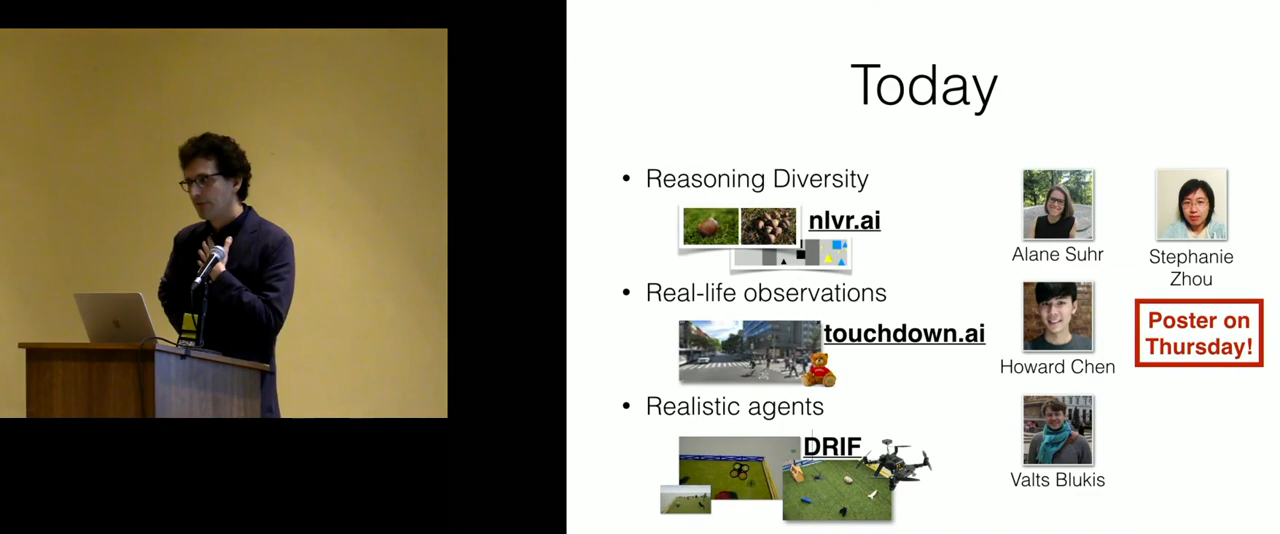 Today
• Reasoning Diversity
nlvr.ai
• Real-life observations
touchdown.ai
• Realistic agents
DRIF
Alane Suhr
Stephanie
Zhou
Howard Chen
Poster on
Thursday!
Valts Blukis